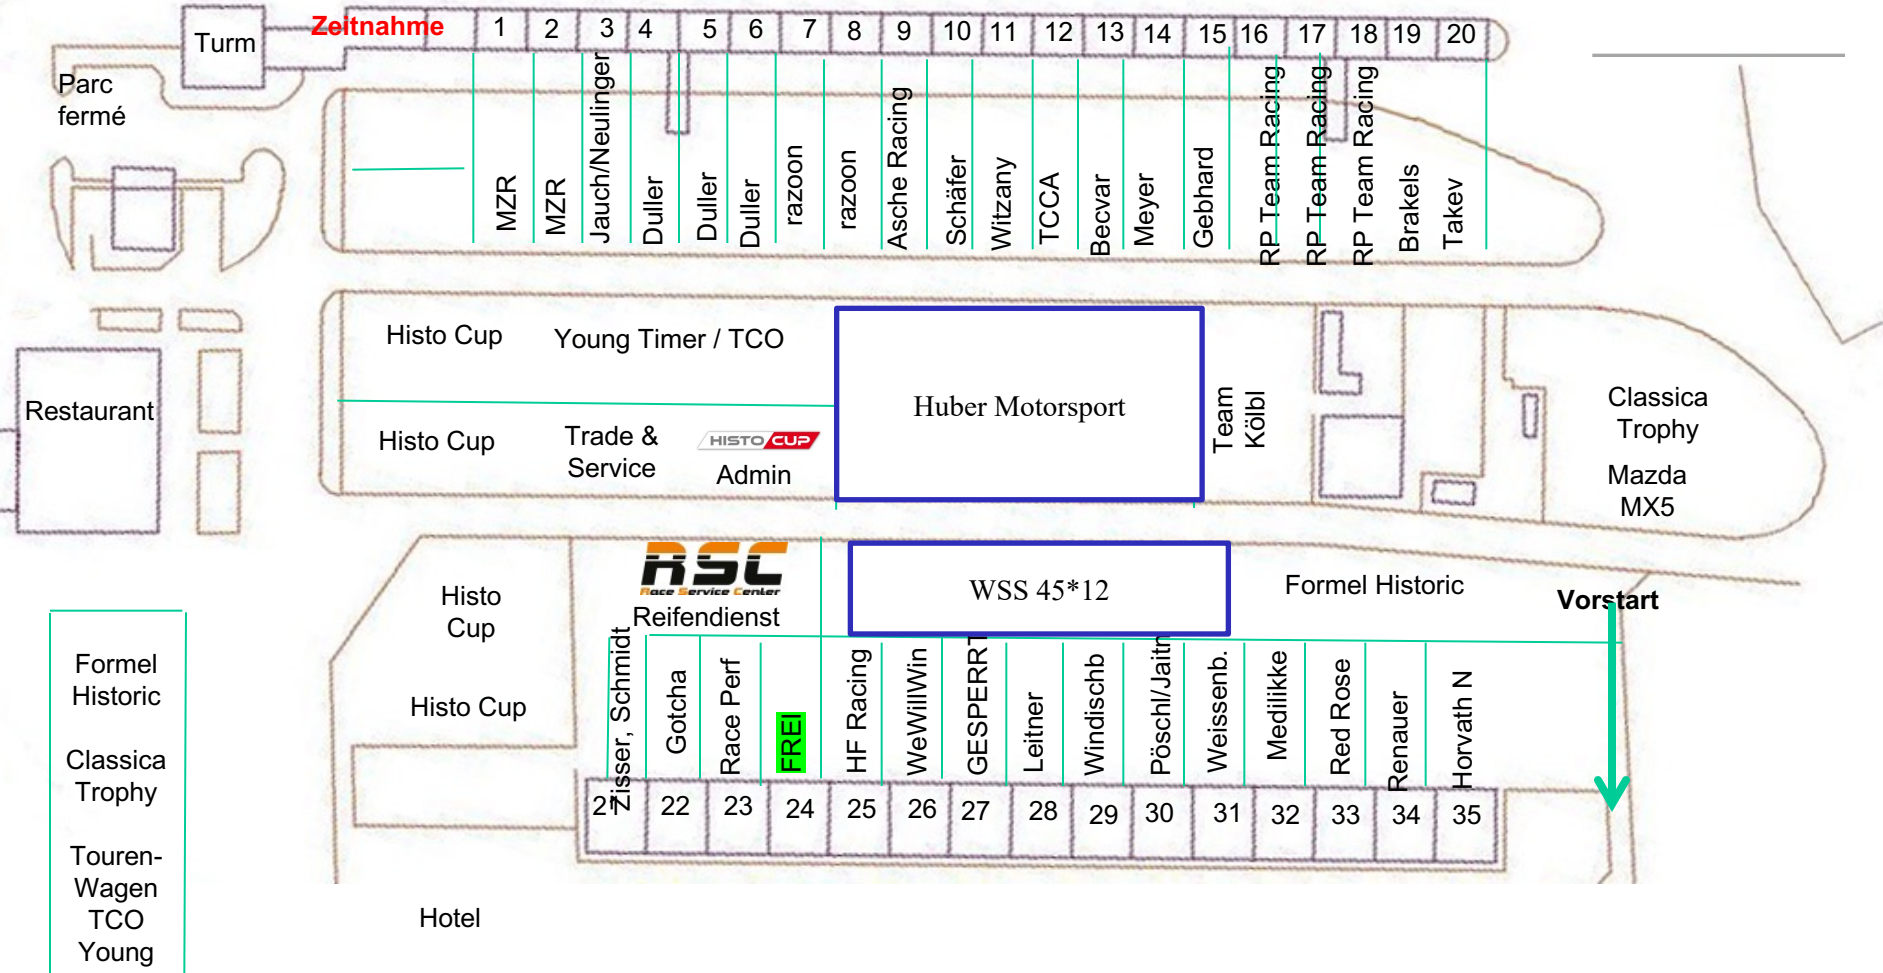 Turm
Zeitnahme
1 2 3 4 5 6 7 8 9 10 11 12 13 14 15 16 17 18 19 20
Parc
fermé
MZR
MZR
Jauch/Neulinger
Duller
Duller
Duller
razoon
razoon
Asche Racing
Schäfer
Witzany
TCCA
Becvar
Meyer
Gebhard
RP Team Racing
RP Team Racing
RP Team Racing
Brakels
Takev
Histo Cup
Young Timer / TCO
Huber Motorsport
Team
Kölbl
Classica
Trophy
Mazda
MX5
Restaurant
Histo Cup
Trade &
Service
HISTO CUP
Admin
RSC
Race Service Center
Reifendienst
WSS 45*12
Formel Historic
Vorstart
Histo
Cup
Histo Cup
Zisser, Schmidt
Gotcha
Race Perf
FREI
HF Racing
WeWillWin
GESPERRT
Leitner
Windischb
Pöschl/Jaitn
Weissenb.
Medilikke
Red Rose
Renauer
Horvath N
21 22 23 24 25 26 27 28 29 30 31 32 33 34 35
Formel
Historic
Classica
Trophy
Touren-
Wagen
TCO
Young
Hotel